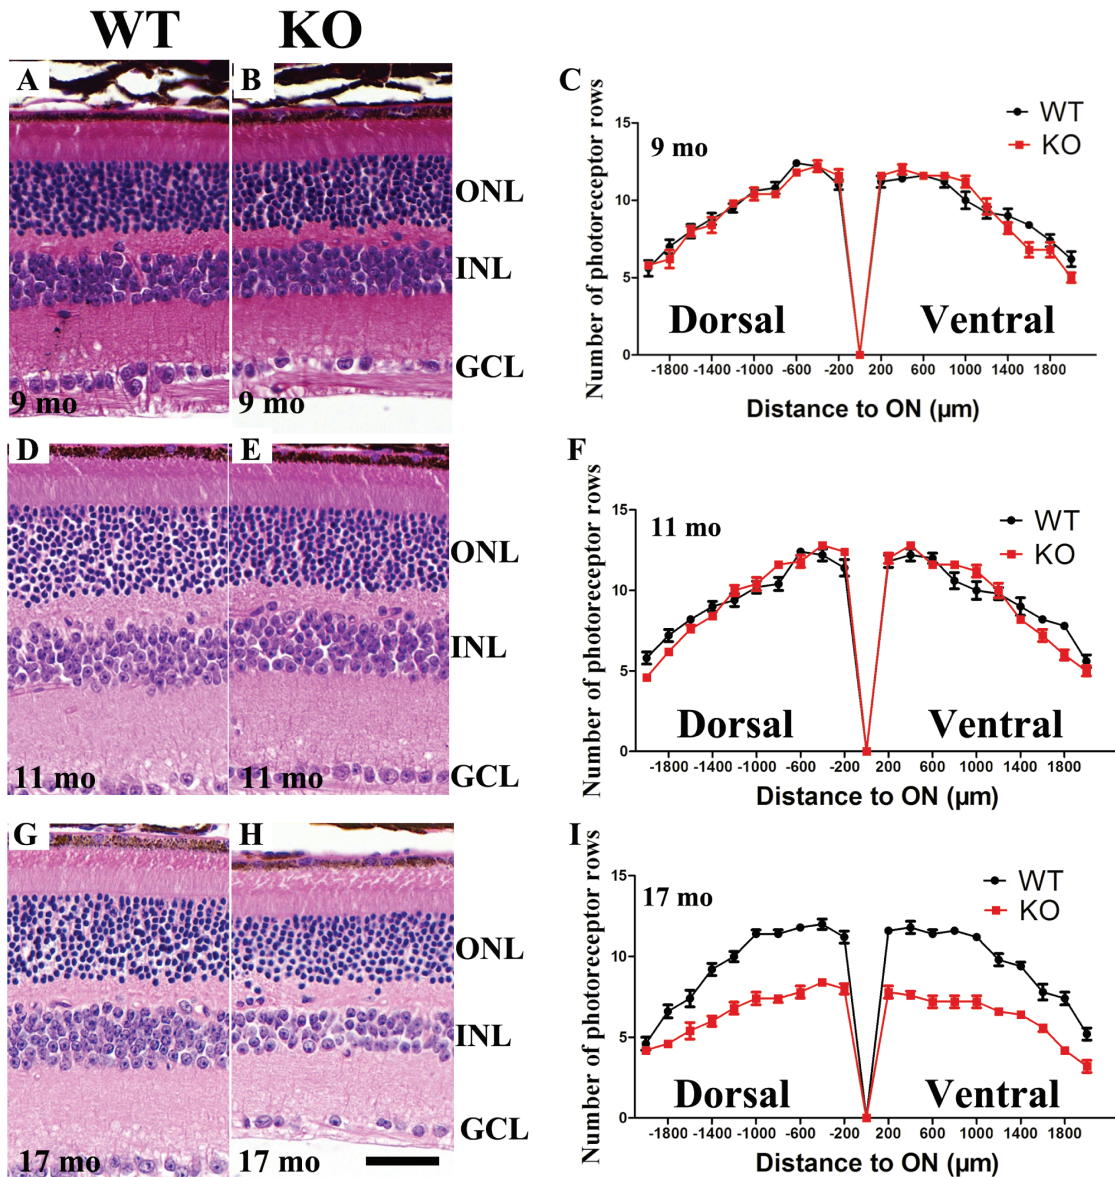 WT KO
A B C
15
10
5
0
Number of photoreceptor rows
9 mo
WT
KO
Dorsal Ventral
-1800 -1400 -1000 -600 -200 200 600 1000 1400 1800
Distance to ON (µm)
ONL
INL
GCL
9 mo 9 mo
D E F
15
10
5
0
Number of photoreceptor rows
11 mo
WT
KO
Dorsal Ventral
-1800 -1400 -1000 -600 -200 200 600 1000 1400 1800
Distance to ON (µm)
ONL
INL
GCL
11 mo 11 mo
G H I
15
10
5
0
Number of photoreceptor rows
17 mo
WT
KO
Dorsal Ventral
-1800 -1400 -1000 -600 -200 200 600 1000 1400 1800
Distance to ON (µm)
ONL
INL
GCL
17 mo 17 mo